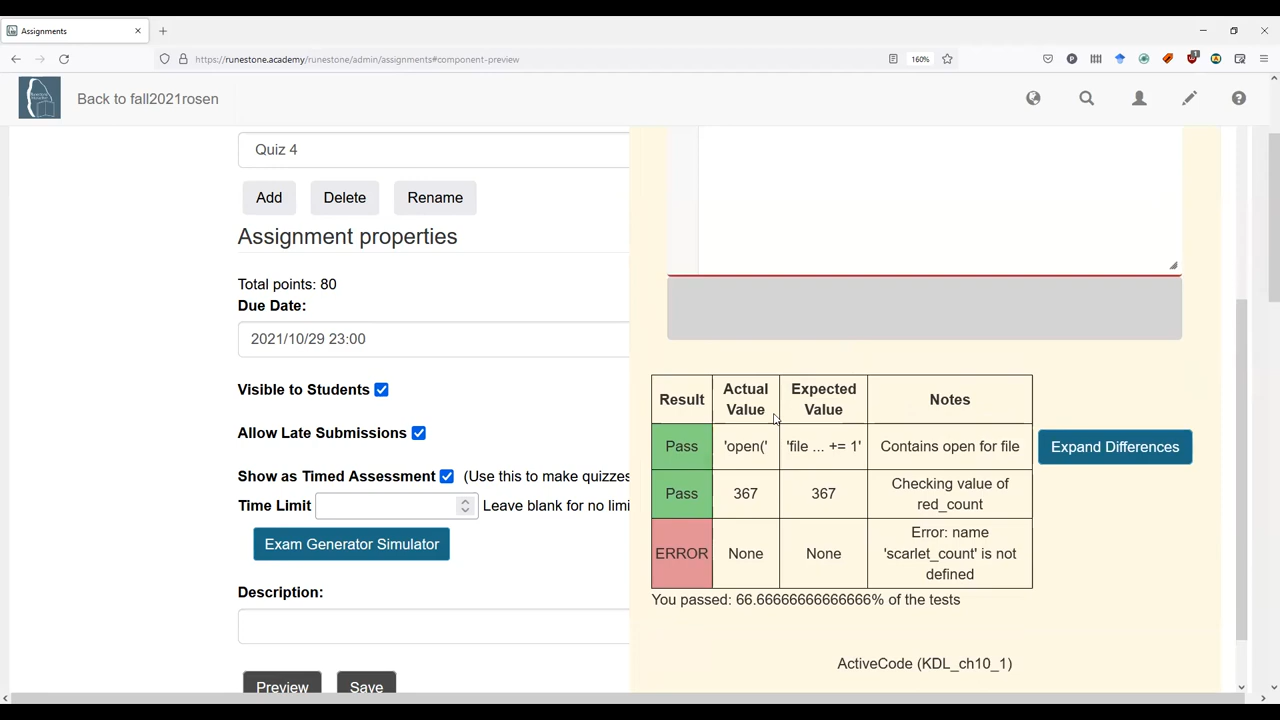 Assignments
https://runestone.academy/runestone/admin/assignments#component-preview
160%
Back to fall2021rosen
Quiz 4
Add Delete Rename
Assignment properties
Total points: 80
Due Date:
2021/10/29 23:00
Visible to Students
Allow Late Submissions
Show as Timed Assessment (Use this to make quizzes
Time Limit Leave blank for no limi
Exam Generator Simulator
Description:
Preview Save
Result Actual Value Expected Value Notes
Pass 'open(' 'file ... += 1' Contains open for file Expand Differences
Pass 367 367 Checking value of
red_count
ERROR None None Error: name
'scarlet_count' is not
defined
You passed: 66.66666666666666% of the tests
ActiveCode (KDL_ch10_1)